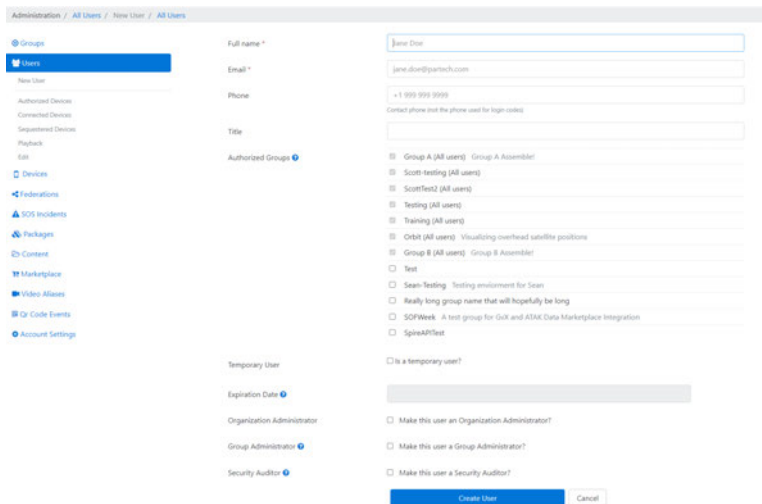 Administration / All Users / New User / All Users
Groups
Users
New User
Authorized Devices
Connected Devices
Sequestered Devices
Playback
Edit
Devices
Federations
SOS Incidents
Packages
Content
Marketplace
Video Aliases
Qr Code Events
Account Settings
Full name *
Jane Doe
Email *
jane.doe@partech.com
Phone
+1 999 999 9999
Contact phone (not the phone used for login codes)
Title
Authorized Groups
Group A (All users) Group A Assemble!
Scott-testing (All users)
ScottTest2 (All users)
Testing (All users)
Training (All users)
Orbit (All users) Visualizing overhead satellite positions
Group B (All users) Group B Assemble!
Test
Sean-Testing Testing enviorment for Sean
Really long group name that will hopefully be long
SOFWeek A test group for GxX and ATAK Data Marketplace Integration
SpireAPITest
Temporary User
Is a temporary user?
Expiration Date
Organization Administrator
Make this user an Organization Administrator?
Group Administrator
Make this user a Group Administrator?
Security Auditor
Make this user a Security Auditor?
Create User
Cancel